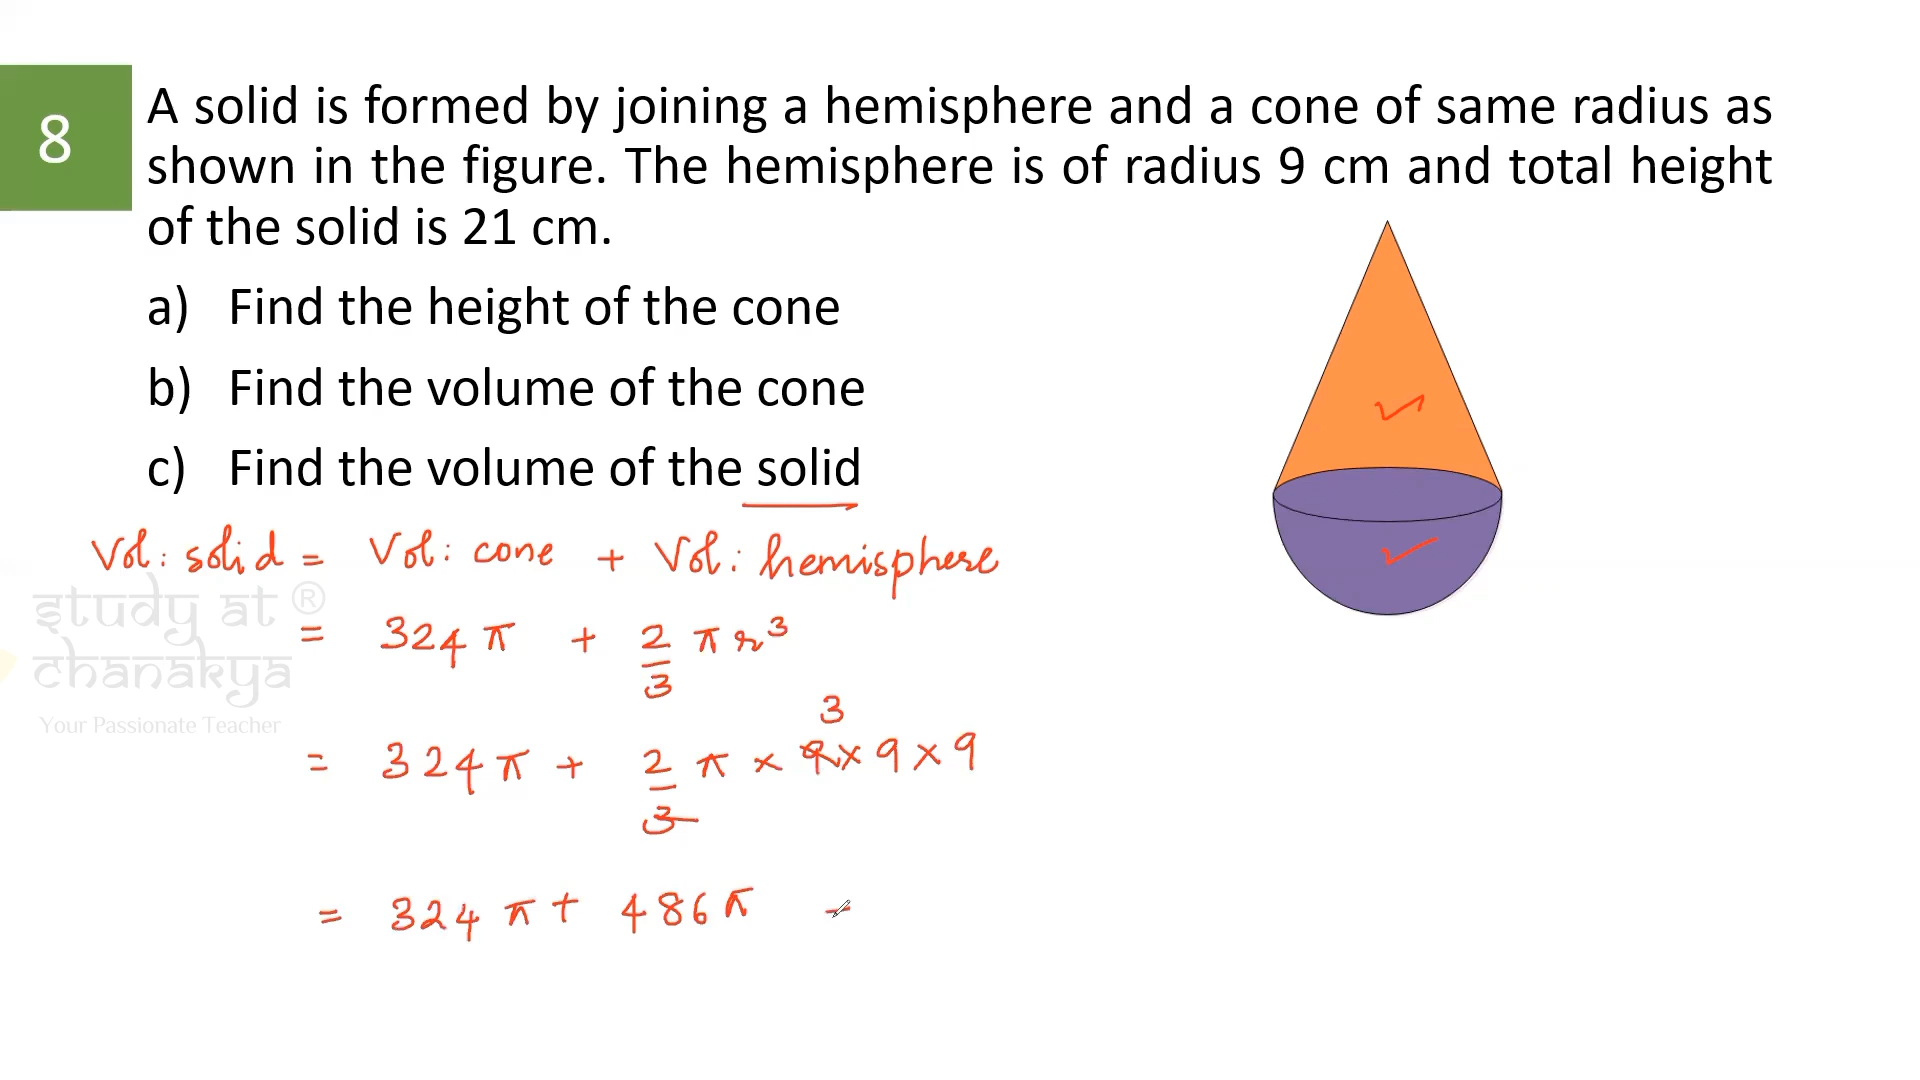 8
A solid is formed by joining a hemisphere and a cone of same radius as
shown in the figure. The hemisphere is of radius 9 cm and total height
of the solid is 21 cm.
a) Find the height of the cone
b) Find the volume of the cone
c) Find the volume of the solid
Vol: solid = Vol: cone + Vol: hemisphere
study at ®
chanakya
Your Passionate Teacher
= 324 π + 2/3 π r³
3
= 324 π + 2/3 π × 9 × 9 × 9
= 324 π + 486 π =